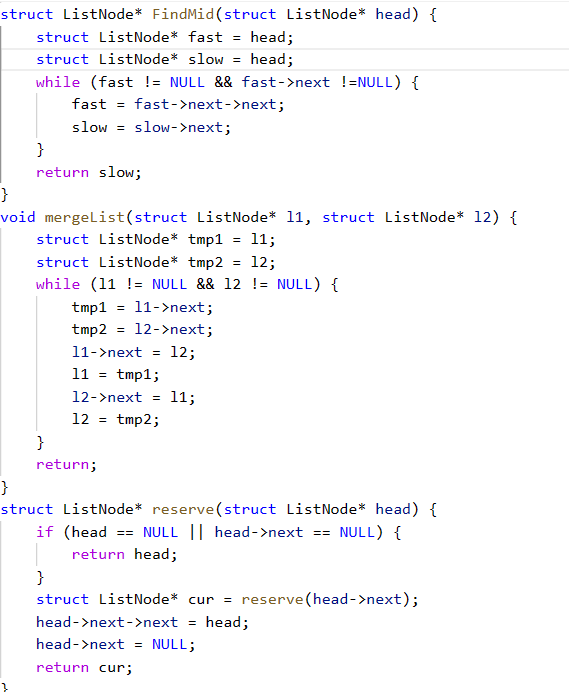 struct ListNode* FindMid(struct ListNode* head) {
    struct ListNode* fast = head;
    struct ListNode* slow = head;
    while (fast != NULL && fast->next !=NULL) {
        fast = fast->next->next;
        slow = slow->next;
    }
    return slow;
}
void mergeList(struct ListNode* l1, struct ListNode* l2) {
    struct ListNode* tmp1 = l1;
    struct ListNode* tmp2 = l2;
    while (l1 != NULL && l2 != NULL) {
        tmp1 = l1->next;
        tmp2 = l2->next;
        l1->next = l2;
        l1 = tmp1;
        l2->next = l1;
        l2 = tmp2;
    }
    return;
}
struct ListNode* reserve(struct ListNode* head) {
    if (head == NULL || head->next == NULL) {
        return head;
    }
    struct ListNode* cur = reserve(head->next);
    head->next->next = head;
    head->next = NULL;
    return cur;
}